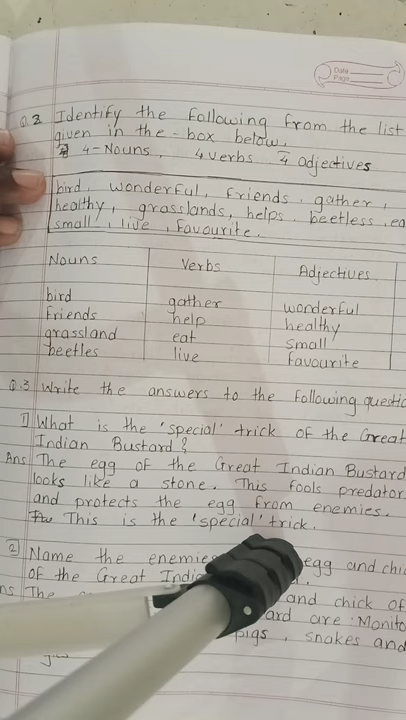 Date
Page
Q.2 Identify the following from the list
given in the - box below.
4-Nouns, 4 verbs 4 adjectives
bird, wonderful, friends, gather,
healthy, grasslands, helps, beetless, ea
small, live, favourite.
Nouns Verbs Adjectives
bird gather wonderful
friends help healthy
grassland eat small
beetles live favourite
Q.3. Write the answers to the following questio
1) What is the 'special' trick of the Great
Indian Bustard?
Ans The egg of the Great Indian Bustard
looks like a stone. This fools predator
and protects the egg from enemies.
This is the 'special' trick.
2) Name the enemies egg and chi
of the Great Indi
ns The and chick of
ard are: Monito
pigs, snakes and